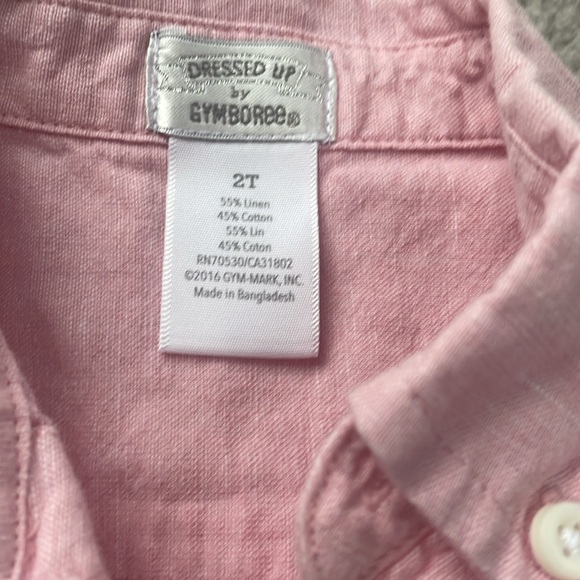 DRESSED UP
by
GYMBOREE®
2T
55% Linen
45% Cotton
55% Lin
45% Coton
RN70530/CA31802
©2016 GYM-MARK, INC.
Made in Bangladesh